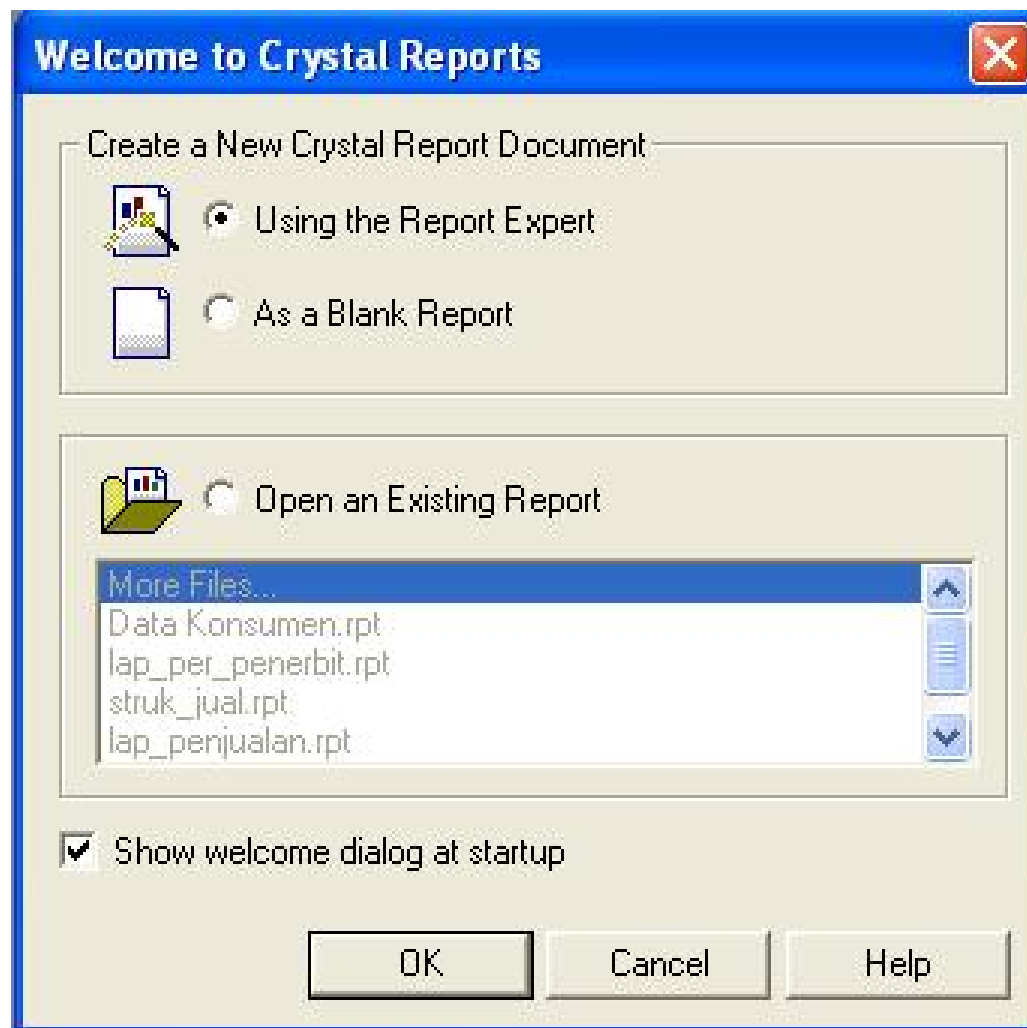 Welcome to Crystal Reports
Create a New Crystal Report Document
Using the Report Expert
As a Blank Report
Open an Existing Report
More Files...
Data Konsumen.rpt
lap_per_penerbit.rpt
struk_jual.rpt
lap_penjualan.rpt
Show welcome dialog at startup
OK Cancel Help